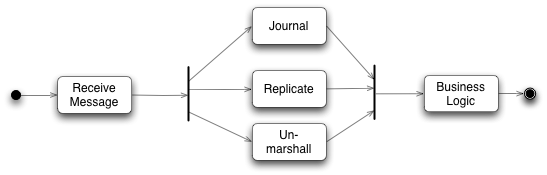 Journal
Receive
Message
Replicate
Business
Logic
Un-
marshall